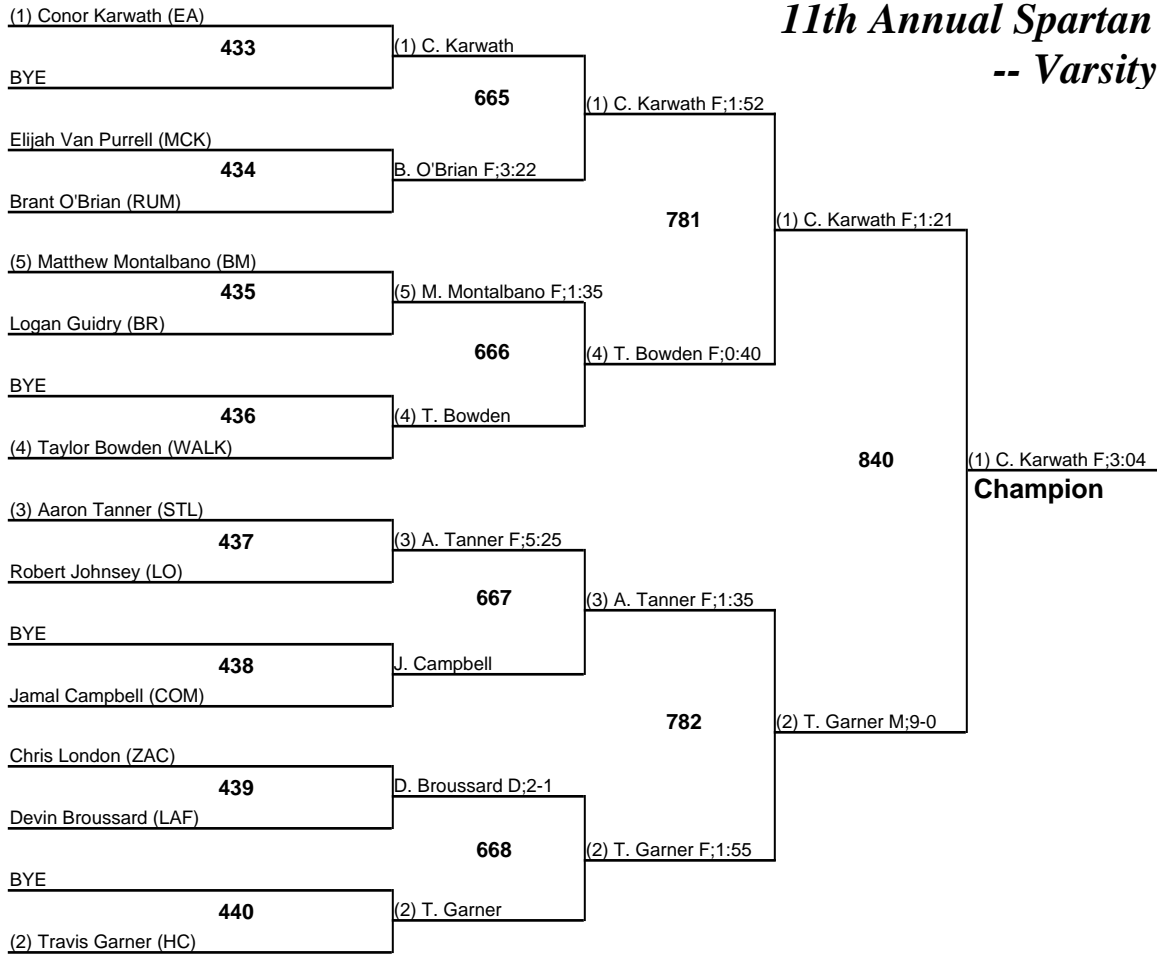 11th Annual Spartan
-- Varsity
(1) Conor Karwath (EA)
433
BYE
(1) C. Karwath
665
Elijah Van Purrell (MCK)
434
Brant O'Brian (RUM)
B. O'Brian F;3:22
(1) C. Karwath F;1:52
781
(5) Matthew Montalbano (BM)
435
Logan Guidry (BR)
(5) M. Montalbano F;1:35
666
BYE
436
(4) Taylor Bowden (WALK)
(4) T. Bowden
(4) T. Bowden F;0:40
(1) C. Karwath F;1:21
840
(1) C. Karwath F;3:04
Champion
(3) Aaron Tanner (STL)
437
Robert Johnsey (LO)
(3) A. Tanner F;5:25
667
BYE
438
Jamal Campbell (COM)
J. Campbell
(3) A. Tanner F;1:35
782
(2) T. Garner M;9-0
Chris London (ZAC)
439
Devin Broussard (LAF)
D. Broussard D;2-1
668
BYE
440
(2) Travis Garner (HC)
(2) T. Garner
(2) T. Garner F;1:55